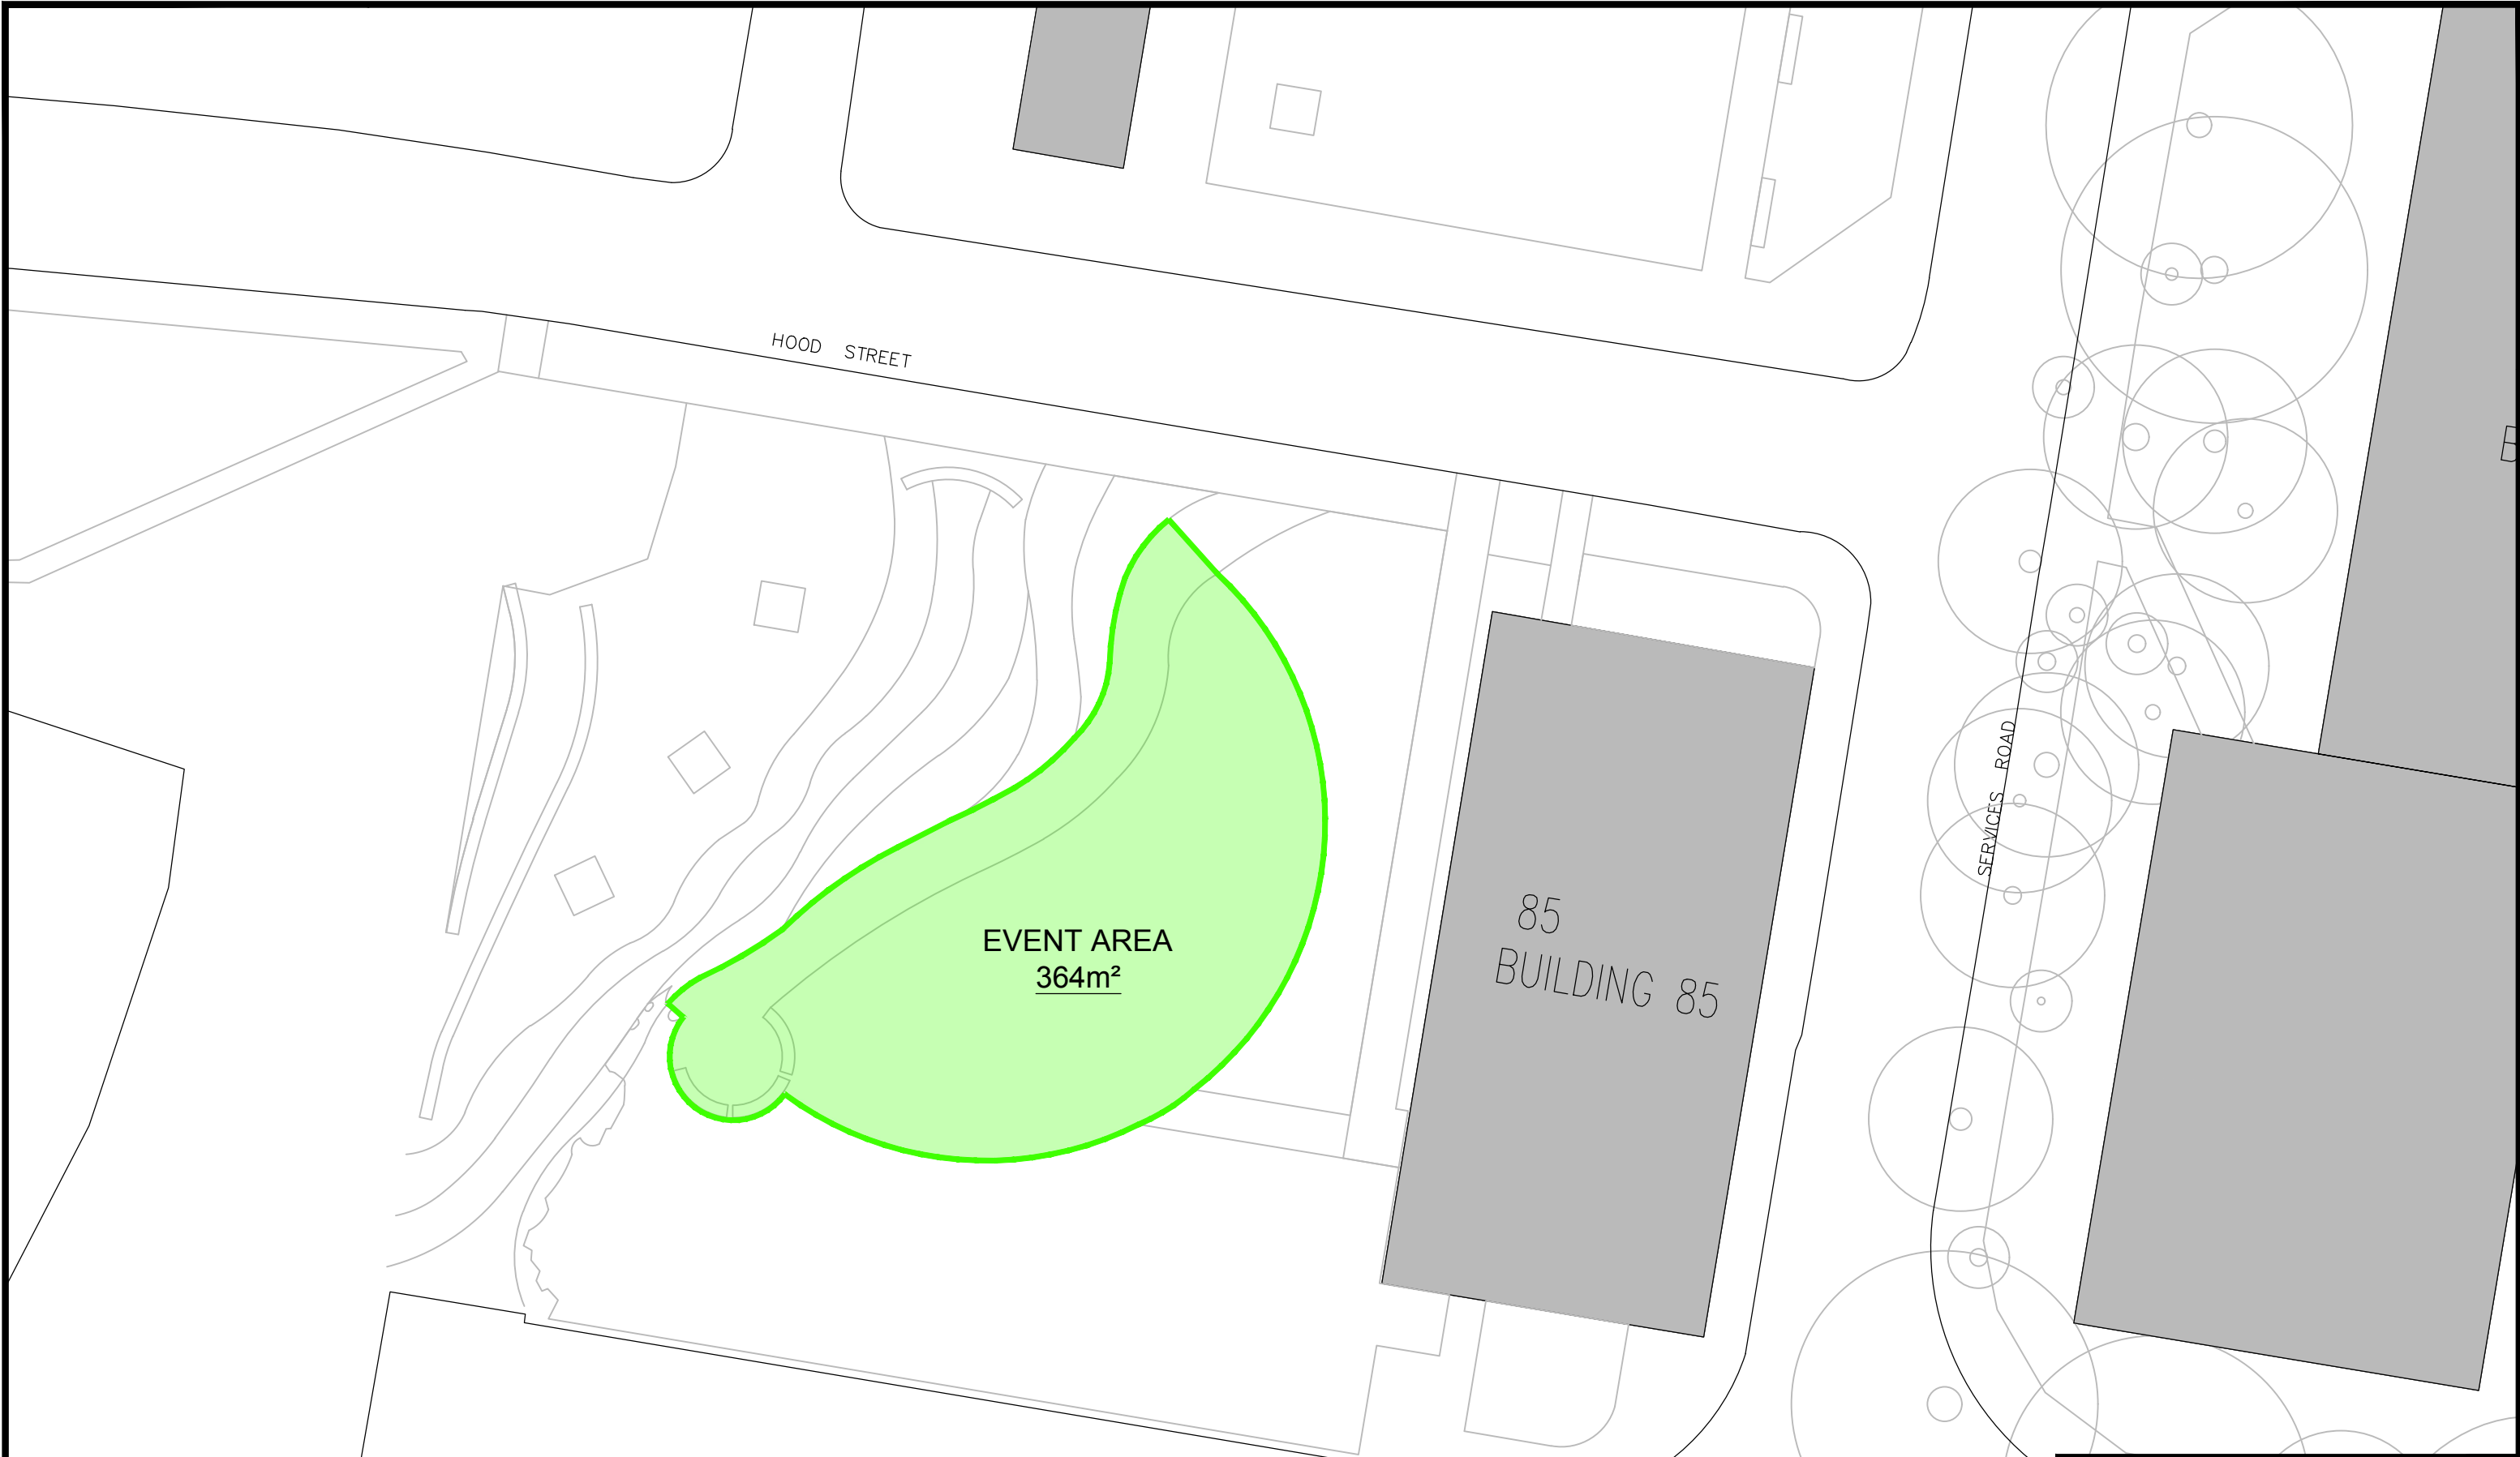 HOOD STREET
SERVICES ROAD
85
BUILDING 85
EVENT AREA
364m²